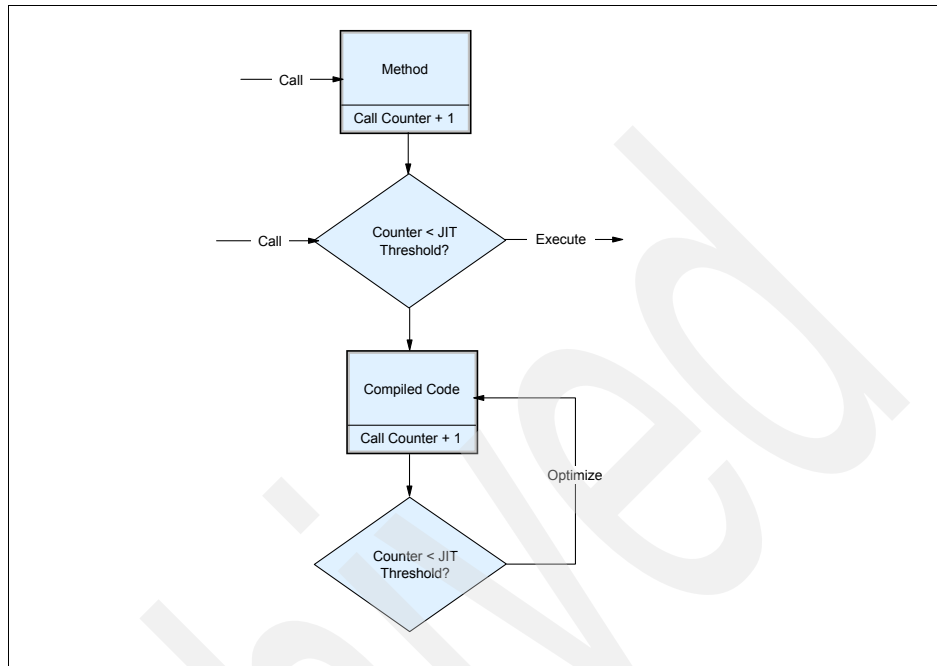 Method
Call
Call Counter + 1
Counter < JIT
Threshold?
Call
Execute
Compiled Code
Call Counter + 1
Optimize
Counter < JIT
Threshold?
hived